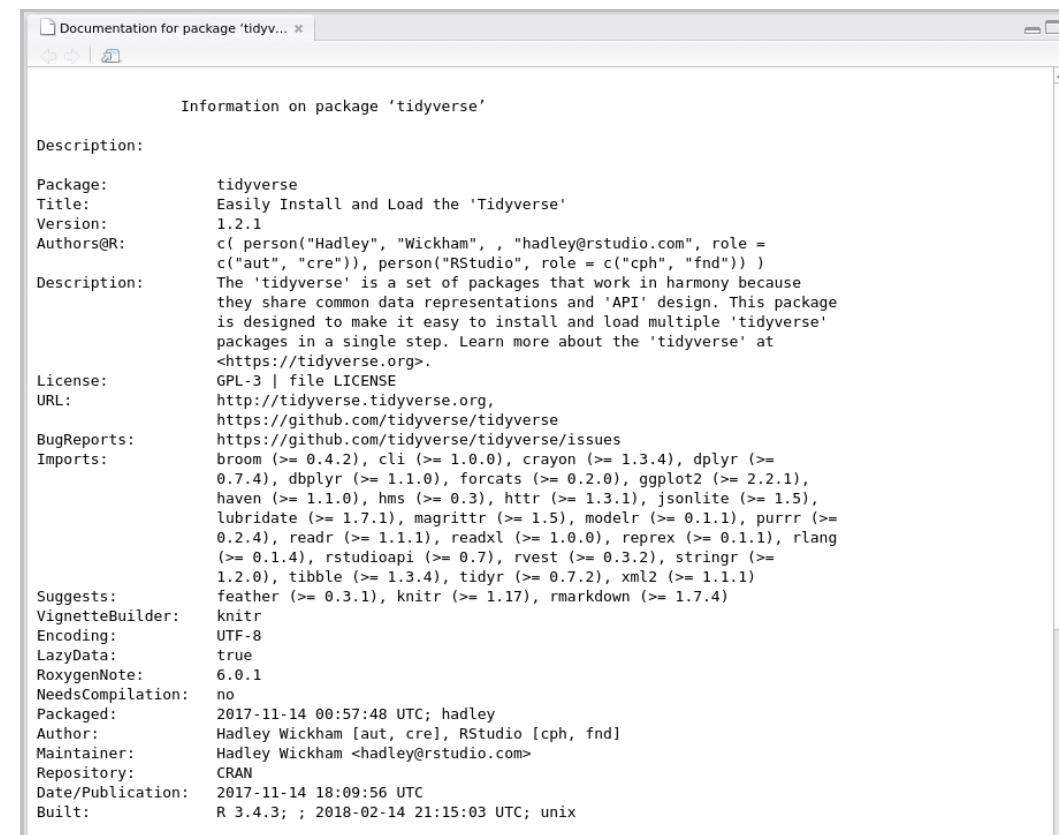 Documentation for package ‘tidyv... ×
Information on package ‘tidyverse’
Description:
Package: tidyverse
Title: Easily Install and Load the 'Tidyverse'
Version: 1.2.1
Authors@R: c( person("Hadley", "Wickham", , "hadley@rstudio.com", role =
c("aut", "cre")), person("RStudio", role = c("cph", "fnd")) )
Description: The 'tidyverse' is a set of packages that work in harmony because
they share common data representations and 'API' design. This package
is designed to make it easy to install and load multiple 'tidyverse'
packages in a single step. Learn more about the 'tidyverse' at
<https://tidyverse.org>.
License: GPL-3 | file LICENSE
URL: http://tidyverse.tidyverse.org,
https://github.com/tidyverse/tidyverse
BugReports: https://github.com/tidyverse/tidyverse/issues
Imports: broom (>= 0.4.2), cli (>= 1.0.0), crayon (>= 1.3.4), dplyr (>=
0.7.4), dbplyr (>= 1.1.0), forcats (>= 0.2.0), ggplot2 (>= 2.2.1),
haven (>= 1.1.0), hms (>= 0.3), httr (>= 1.3.1), jsonlite (>= 1.5),
lubridate (>= 1.7.1), magrittr (>= 1.5), modelr (>= 0.1.1), purrr (>=
0.2.4), readr (>= 1.1.1), readxl (>= 1.0.0), reprex (>= 0.1.1), rlang
(>= 0.1.4), rstudioapi (>= 0.7), rvest (>= 0.3.2), stringr (>=
1.2.0), tibble (>= 1.3.4), tidyr (>= 0.7.2), xml2 (>= 1.1.1)
Suggests: feather (>= 0.3.1), knitr (>= 1.17), rmarkdown (>= 1.7.4)
VignetteBuilder: knitr
Encoding: UTF-8
LazyData: true
RoxygenNote: 6.0.1
NeedsCompilation: no
Packaged: 2017-11-14 00:57:48 UTC; hadley
Author: Hadley Wickham [aut, cre], RStudio [cph, fnd]
Maintainer: Hadley Wickham <hadley@rstudio.com>
Repository: CRAN
Date/Publication: 2017-11-14 18:09:56 UTC
Built: R 3.4.3; ; 2018-02-14 21:15:03 UTC; unix